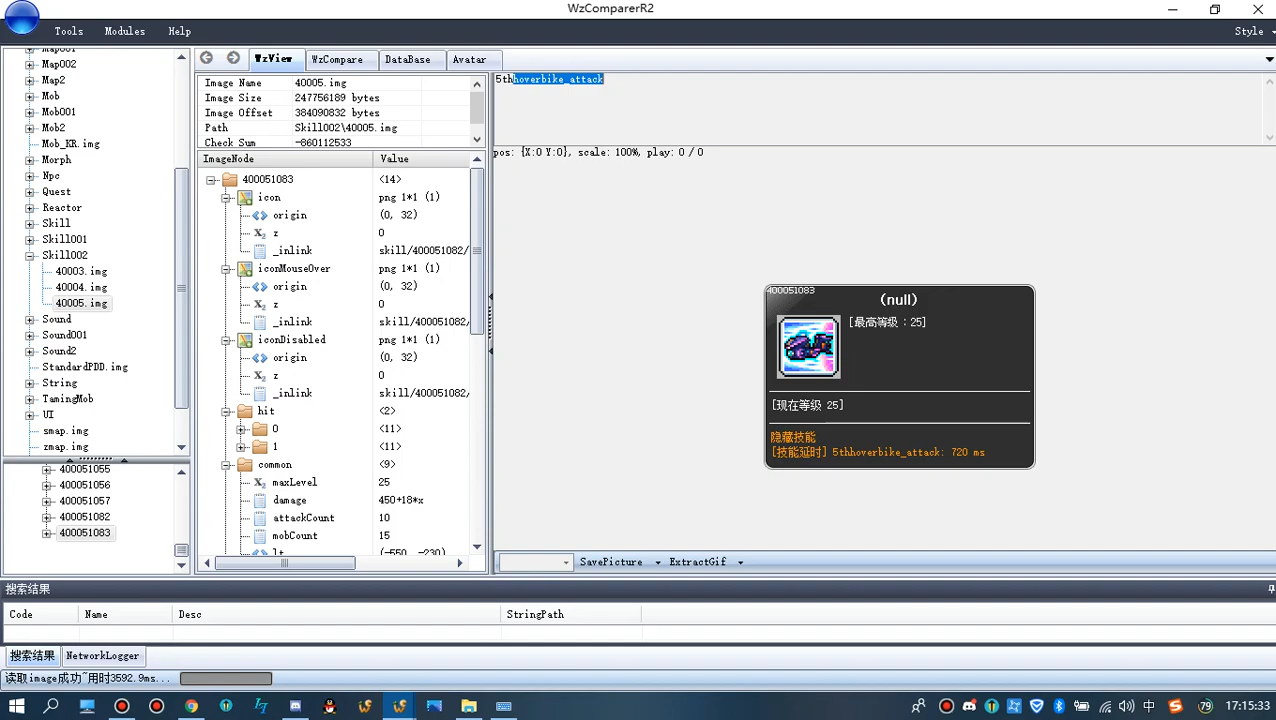 WzComparerR2
Tools Modules Help Style
Map001
Map002
Map2
Mob
Mob001
Mob2
Mob_KR.img
Morph
Npc
Quest
Reactor
Skill
Skill001
Skill002
40003.img
40004.img
40005.img
Sound
Sound001
Sound2
StandardPDD.img
String
TamingMob
UI
smap.img
zmap.img
400051055
400051056
400051057
400051082
400051083
WzView WzCompare DataBase Avatar
Image Name 40005.img
Image Size 247756189 bytes
Image Offset 384090832 bytes
Path Skill002\40005.img
Check Sum -860112533
ImageNode Value
400051083 <14>
icon png 1*1 (1)
origin (0, 32)
z 0
_inlink skill/400051082/
iconMouseOver png 1*1 (1)
origin (0, 32)
z 0
_inlink skill/400051082/
iconDisabled png 1*1 (1)
origin (0, 32)
z 0
_inlink skill/400051082/
hit <2>
0 <11>
1 <11>
common <9>
maxLevel 25
damage 450+18*x
attackCount 10
mobCount 15
lt (-550, -230)
5thhoverbike_attack
pos: {X:0 Y:0}, scale: 100%, play: 0 / 0
400051083
(null)
[最高等级：25]
[现在等级 25]
隐藏技能
[技能延时] 5thhoverbike_attack: 720 ms
SavePicture ExtractGif
搜索结果
Code Name Desc StringPath
搜索结果 NetworkLogger
读取image成功~用时3592.9ms...
中 79 17:15:33